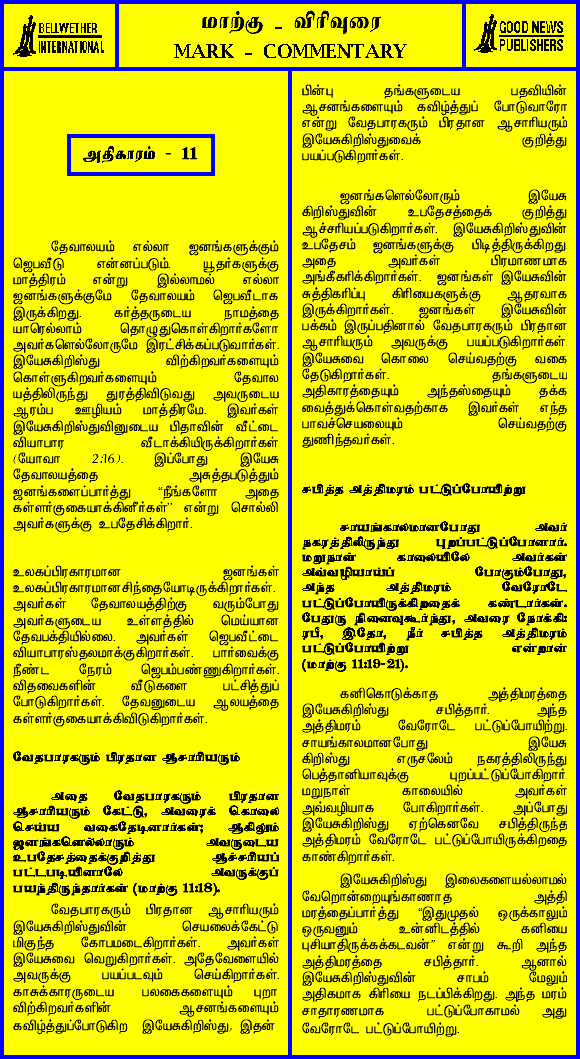 BELLWETHER
INTERNATIONAL
மாற்கு - விரிவுரை
MARK - COMMENTARY
GOOD NEWS
PUBLISHERS
அதிகாரம் - 11
தேவாலயம் எல்லா ஜனங்களுக்கும்
ஜெபவீடு என்னப்படும். யூதர்களுக்கு
மாத்திரம் என்று இல்லாமல் எல்லா
ஜனங்களுக்குமே தேவாலயம் ஜெபவீடாக
இருக்கிறது. கர்த்தருடைய நாமத்தை
யாரெல்லாம் தொழுதுகொள்கிறார்களோ
அவர்களெல்லோருமே இரட்சிக்கப்படுவார்கள்.
இயேசுகிறிஸ்து விற்கிறவர்களையும்
கொள்ளுகிறவர்களையும் தேவால
யத்திலிருந்து துரத்திவிடுவது அவருடைய
ஆரம்ப ஊழியம் மாத்திரமே. இவர்கள்
இயேசுகிறிஸ்துவினுடைய பிதாவின் வீட்டை
வியாபார வீடாக்கியிருக்கிறார்கள்
(யோவா 2:16). இப்போது இயேசு
தேவாலயத்தை அசுத்தபடுத்தும்
ஜனங்களைப்பார்த்து "நீங்களோ அதை
கள்ளர்குகையாக்கினீர்கள்" என்று சொல்லி
அவர்களுக்கு உபதேசிக்கிறார்.
உலகப்பிரகாரமான ஜனங்கள்
உலகப்பிரகாரமானசிந்தையோடிருக்கிறார்கள்.
அவர்கள் தேவாலயத்திற்கு வரும்போது
அவர்களுடைய உள்ளத்தில் மெய்யான
தேவபக்தியில்லை. அவர்கள் ஜெபவீட்டை
வியாபாரஸ்தலமாக்குகிறார்கள். பார்வைக்கு
நீண்ட நேரம் ஜெபம்பண்ணுகிறார்கள்.
விதவைகளின் வீடுகளை பட்சித்துப்
போடுகிறார்கள். தேவனுடைய ஆலயத்தை
கள்ளர்குகையாக்கிவிடுகிறார்கள்.
வேதபாரகரும் பிரதான ஆசாரியரும்
அதை வேதபாரகரும் பிரதான
ஆசாரியரும் கேட்டு, அவரைக் கொலை
செய்ய வகைதேடினார்கள்; ஆகிலும்
ஜனங்களெல்லாரும் அவருடைய
உபதேசத்தைக்குறித்து ஆச்சரியப்
பட்டபடியினாலே அவருக்குப்
பயந்திருந்தார்கள் (மாற்கு 11:18).
வேதபாரகரும் பிரதான ஆசாரியரும்
இயேசுகிறிஸ்துவின் செயலைக்கேட்டு
மிகுந்த கோபமடைகிறார்கள். அவர்கள்
இயேசுவை வெறுகிறார்கள். அதேவேளையில்
அவருக்கு பயப்படவும் செய்கிறார்கள்.
காசுக்காரருடைய பலகைகளையும் புறா
விற்கிறவர்களின் ஆசனங்களையும்
கவிழ்த்துப்போடுகிற இயேசுகிறிஸ்து, இதன்
பின்பு தங்களுடைய பதவியின்
ஆசனங்களையும் கவிழ்த்துப் போடுவாரோ
என்று வேதபாரகரும் பிரதான ஆசாரியரும்
இயேசுகிறிஸ்துவைக் குறித்து
பயப்படுகிறார்கள்.
ஜனங்களெல்லோரும் இயேசு
கிறிஸ்துவின் உபதேசத்தைக் குறித்து
ஆச்சரியப்படுகிறார்கள். இயேசுகிறிஸ்துவின்
உபதேசம் ஜனங்களுக்கு பிடித்திருக்கிறது.
அதை அவர்கள் பிரமாணமாக
அங்கீகரிக்கிறார்கள். ஜனங்கள் இயேசுவின்
சுத்திகரிப்பு கிரியைகளுக்கு ஆதரவாக
இருக்கிறார்கள். ஜனங்கள் இயேசுவின்
பக்கம் இருப்பதினால் வேதபாரகரும் பிரதான
ஆசாரியரும் அவருக்கு பயப்படுகிறார்கள்.
இயேசுவை கொலை செய்வதற்கு வகை
தேடுகிறார்கள். தங்களுடைய
அதிகாரத்தையும் அந்தஸ்தையும் தக்க
வைத்துக்கொள்வதற்காக இவர்கள் எந்த
பாவச்செயலையும் செய்வதற்கு
துணிந்தவர்கள்.
சபித்த அத்திமரம் பட்டுப்போயிற்று
சாயங்காலமானபோது அவர்
நகரத்திலிருந்து புறப்பட்டுப்போனார்.
மறுநாள் காலையிலே அவர்கள்
அவ்வழியாய்ப் போகும்போது,
அந்த அத்திமரம் வேரோடே
பட்டுப்போயிருக்கிறதைக் கண்டார்கள்.
பேதுரு நினைவுகூர்ந்து, அவரை நோக்கி:
ரபீ, இதோ, நீர் சபித்த அத்திமரம்
பட்டுப்போயிற்று என்றான்
(மாற்கு 11:19-21).
கனிகொடுக்காத அத்திமரத்தை
இயேசுகிறிஸ்து சபித்தார். அந்த
அத்திமரம் வேரோடே பட்டுப்போயிற்று.
சாயங்காலமானபோது இயேசு
கிறிஸ்து எருசலேம் நகரத்திலிருந்து
பெத்தானியாவுக்கு புறப்பட்டுப்போகிறார்.
மறுநாள் காலையில் அவர்கள்
அவ்வழியாக போகிறார்கள். அப்போது
இயேசுகிறிஸ்து ஏற்கெனவே சபித்திருந்த
அத்திமரம் வேரோடே பட்டுப்போயிருக்கிறதை
காண்கிறார்கள்.
இயேசுகிறிஸ்து இலைகளையல்லாமல்
வேறொன்றையுங்காணாத அத்தி
மரத்தைப்பார்த்து "இதுமுதல் ஒருக்காலும்
ஒருவனும் உன்னிடத்தில் கனியை
புசியாதிருக்கக்கடவன்" என்று கூறி அந்த
அத்திமரத்தை சபித்தார். ஆனால்
இயேசுகிறிஸ்துவின் சாபம் மேலும்
அதிகமாக கிரியை நடப்பிக்கிறது. அந்த மரம்
சாதாரணமாக பட்டுப்போகாமல் அது
வேரோடே பட்டுப்போயிற்று.